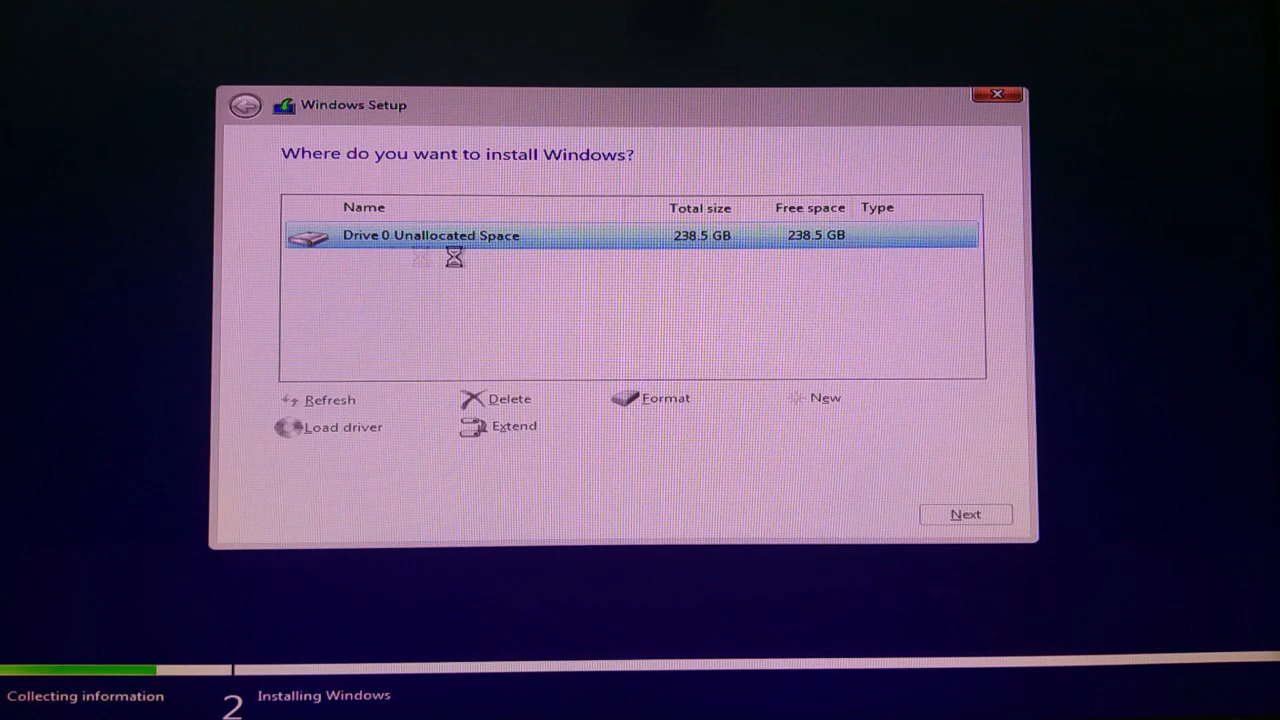 Windows Setup
Where do you want to install Windows?
Name Total size Free space Type
Drive 0 Unallocated Space 238.5 GB 238.5 GB
Refresh Delete Format New
Load driver Extend
Next
Collecting information 2 Installing Windows